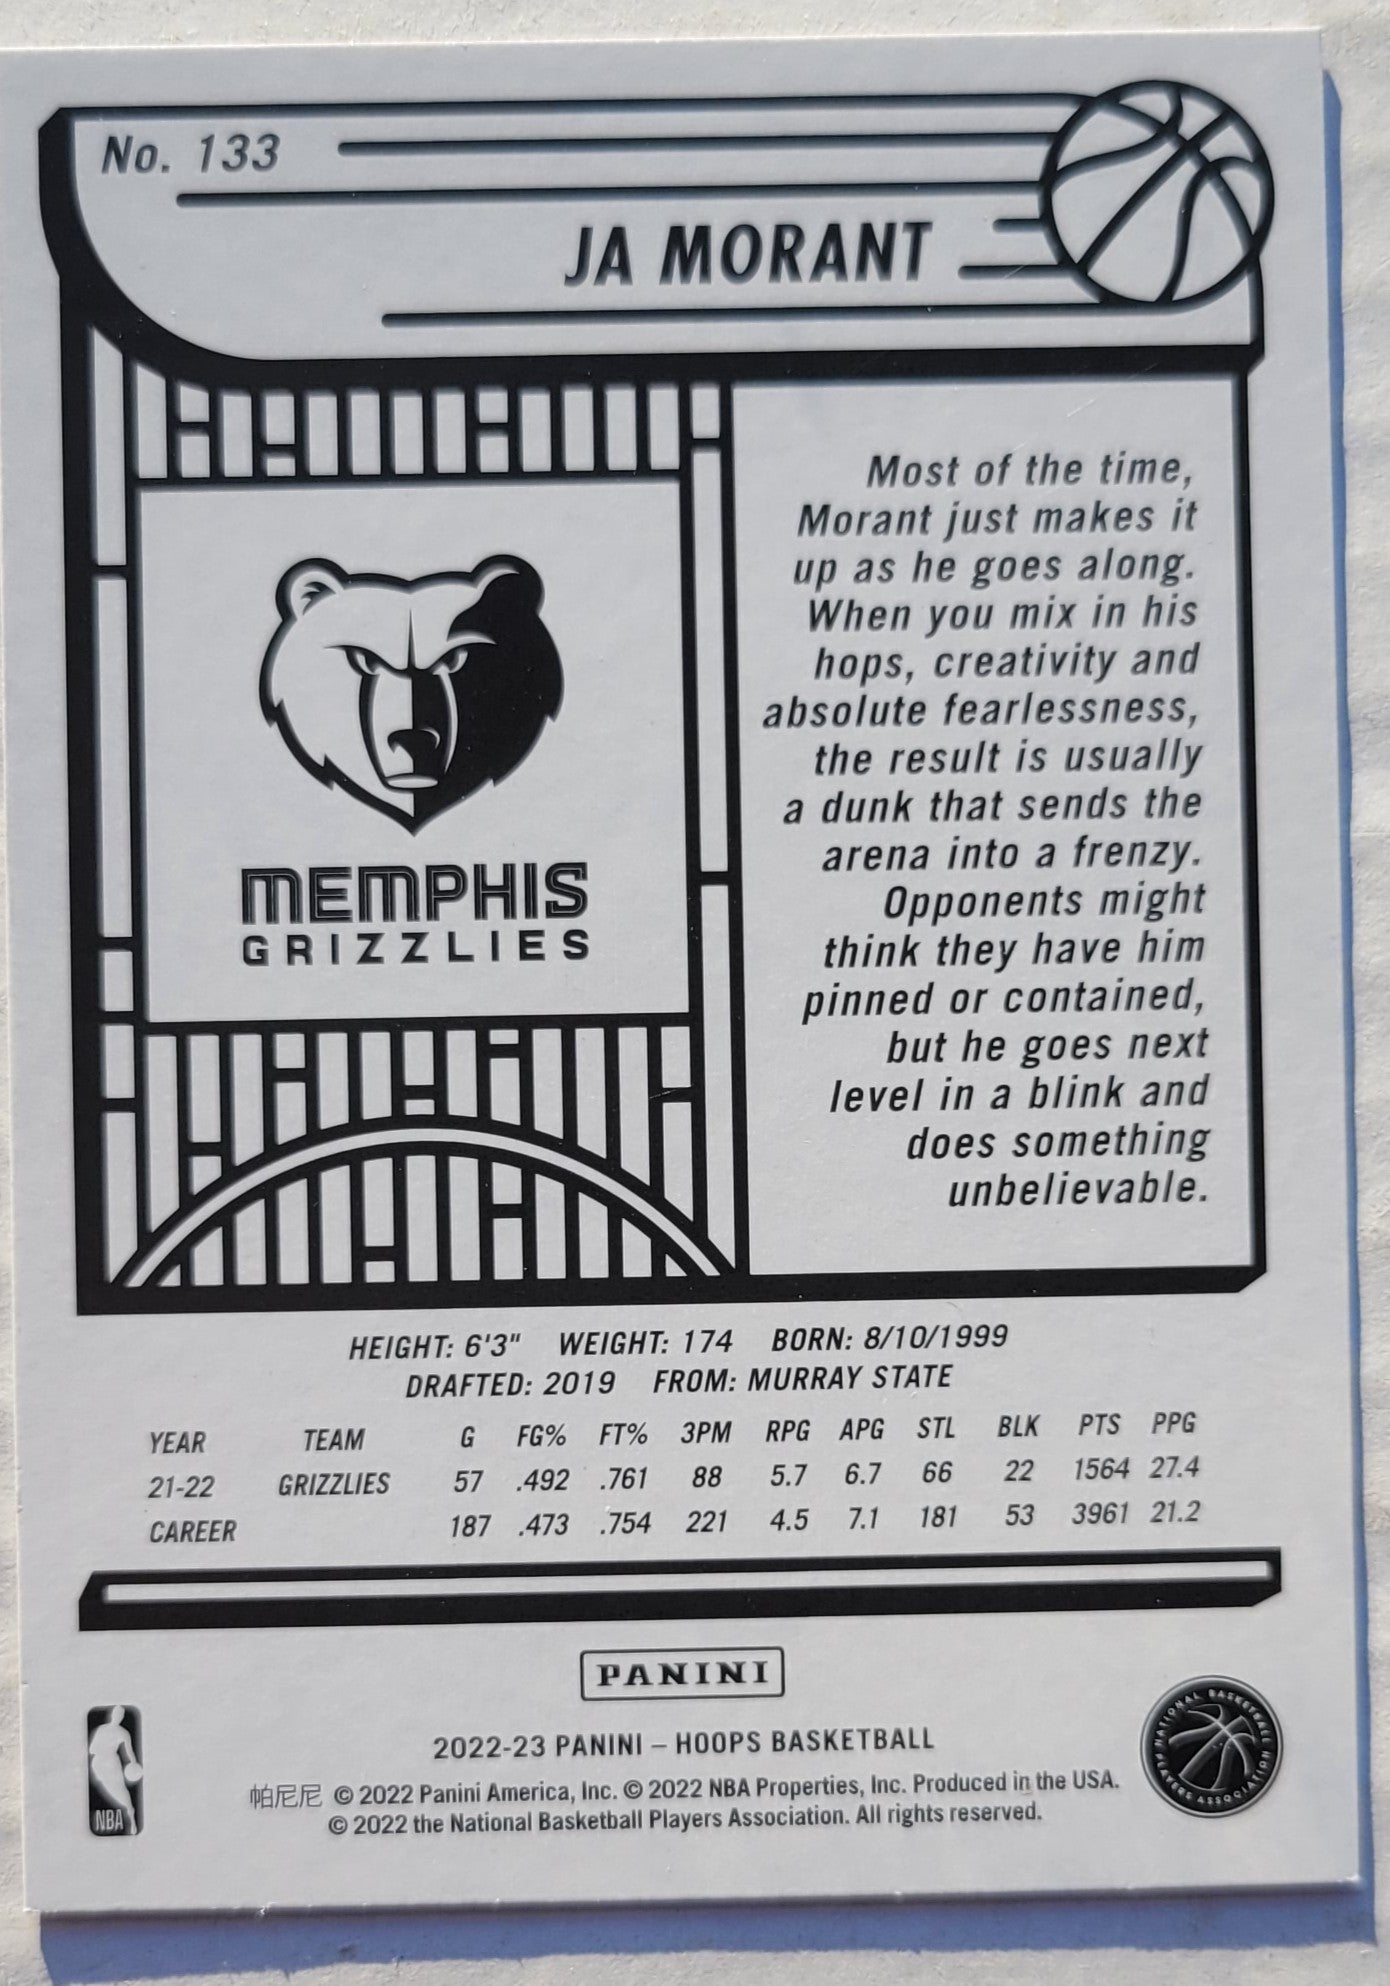 No. 133
JA MORANT
MEMPHIS
GRIZZLIES
Most of the time,
Morant just makes it
up as he goes along.
When you mix in his
hops, creativity and
absolute fearlessness,
the result is usually
a dunk that sends the
arena into a frenzy.
Opponents might
think they have him
pinned or contained,
but he goes next
level in a blink and
does something
unbelievable.
HEIGHT: 6'3" WEIGHT: 174 BORN: 8/10/1999
DRAFTED: 2019 FROM: MURRAY STATE
YEAR TEAM G FG% FT% 3PM RPG APG STL BLK PTS PPG
21-22 GRIZZLIES 57 .492 .761 88 5.7 6.7 66 22 1564 27.4
CAREER 187 .473 .754 221 4.5 7.1 181 53 3961 21.2
PANINI
2022-23 PANINI – HOOPS BASKETBALL
帕尼尼 © 2022 Panini America, Inc. © 2022 NBA Properties, Inc. Produced in the USA.
© 2022 the National Basketball Players Association. All rights reserved.
NBA
NATIONAL BASKETBALL PLAYERS ASSOCIATION